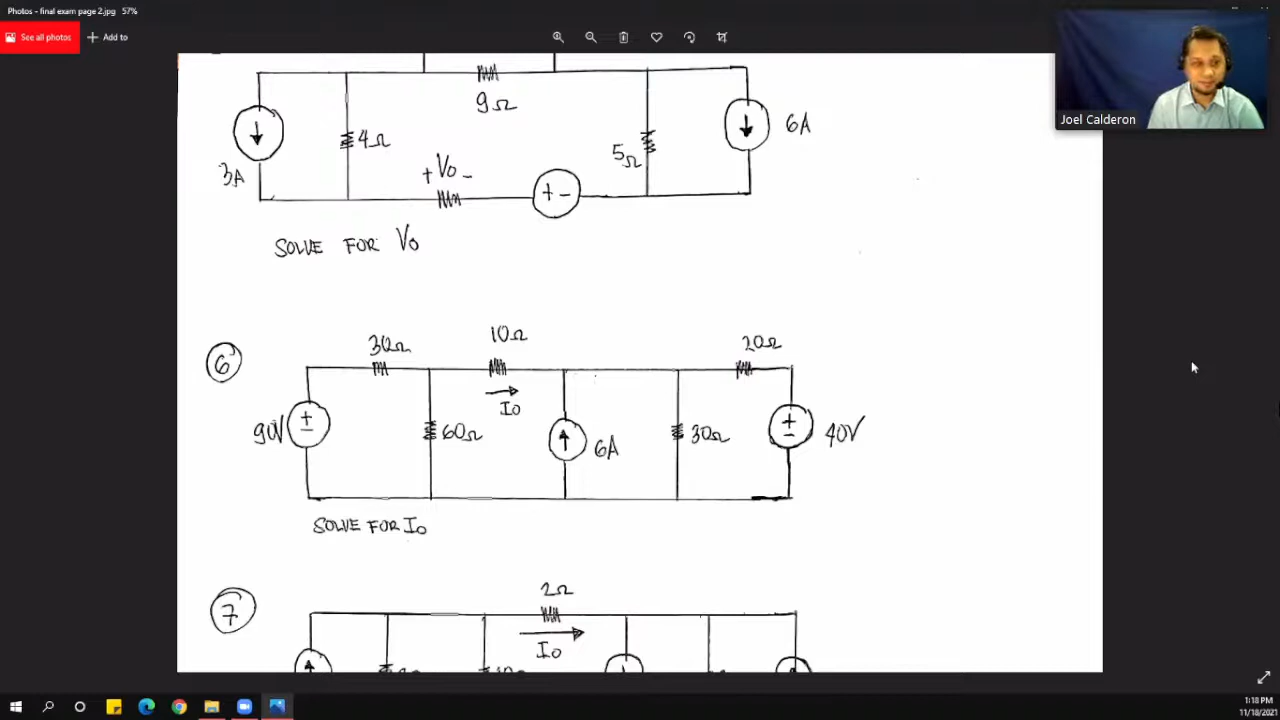 Photos - final exam page 2.jpg 57%
See all photos
Add to
Joel Calderon
9Ω
3A
4Ω
+ Vo -
+ -
5Ω
6A
SOLVE FOR Vo
6
30Ω
10Ω
20Ω
Io
90V
+
-
60Ω
6A
30Ω
+
-
40V
SOLVE FOR Io
7
2Ω
Io
1:18 PM
11/18/2021